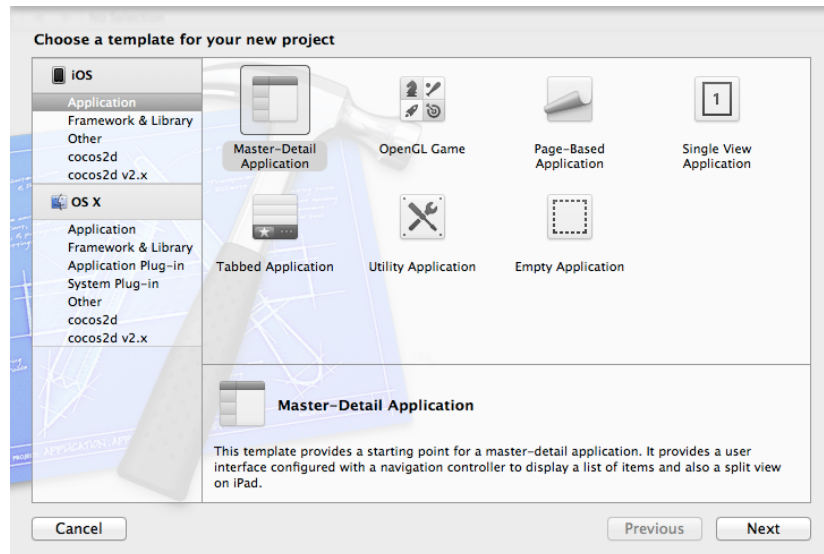 No Selection
Choose a template for your new project
iOS
Application
Framework & Library
Other
cocos2d
cocos2d v2.x
OS X
Application
Framework & Library
Application Plug-in
System Plug-in
Other
cocos2d
cocos2d v2.x
Master-Detail
Application
OpenGL Game
Page-Based
Application
1
Single View
Application
Tabbed Application
Utility Application
Empty Application
Master-Detail Application
This template provides a starting point for a master-detail application. It provides a user
interface configured with a navigation controller to display a list of items and also a split view
on iPad.
Cancel
Previous
Next